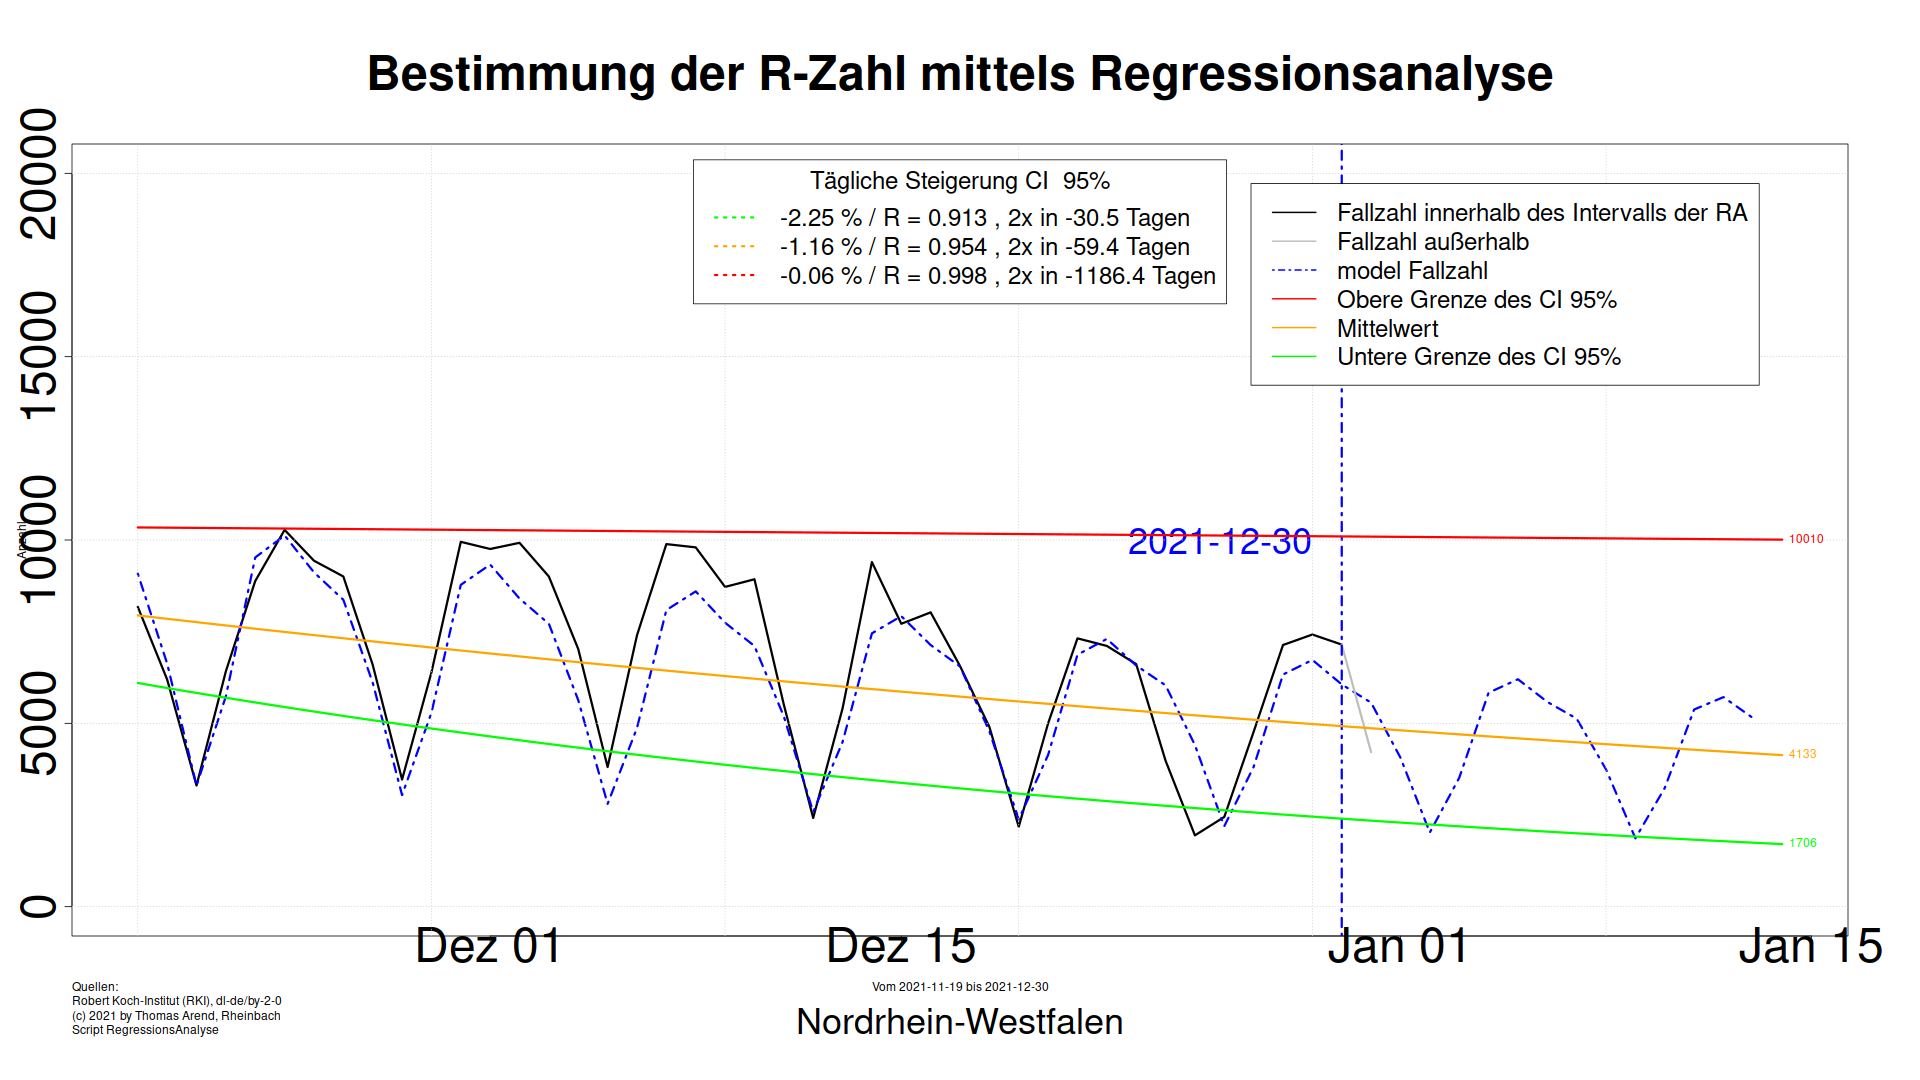 Bestimmung der R-Zahl mittels Regressionsanalyse
Tägliche Steigerung CI 95%
-2.25 % / R = 0.913 , 2x in -30.5 Tagen
-1.16 % / R = 0.954 , 2x in -59.4 Tagen
-0.06 % / R = 0.998 , 2x in -1186.4 Tagen
Fallzahl innerhalb des Intervalls der RA
Fallzahl außerhalb
model Fallzahl
Obere Grenze des CI 95%
Mittelwert
Untere Grenze des CI 95%
20000
15000
10000
5000
0
Anzahl
2021-12-30
10010
4133
1706
Dez 01
Dez 15
Jan 01
Jan 15
Quellen:
Robert Koch-Institut (RKI), dl-de/by-2-0
(c) 2021 by Thomas Arend, Rheinbach
Script RegressionsAnalyse
Vom 2021-11-19 bis 2021-12-30
Nordrhein-Westfalen